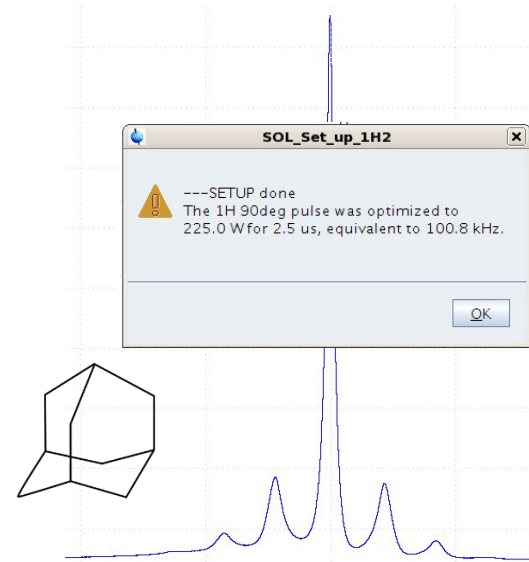 SOL_Set_up_1H2
---SETUP done
The 1H 90deg pulse was optimized to
225.0 W for 2.5 us, equivalent to 100.8 kHz.
OK